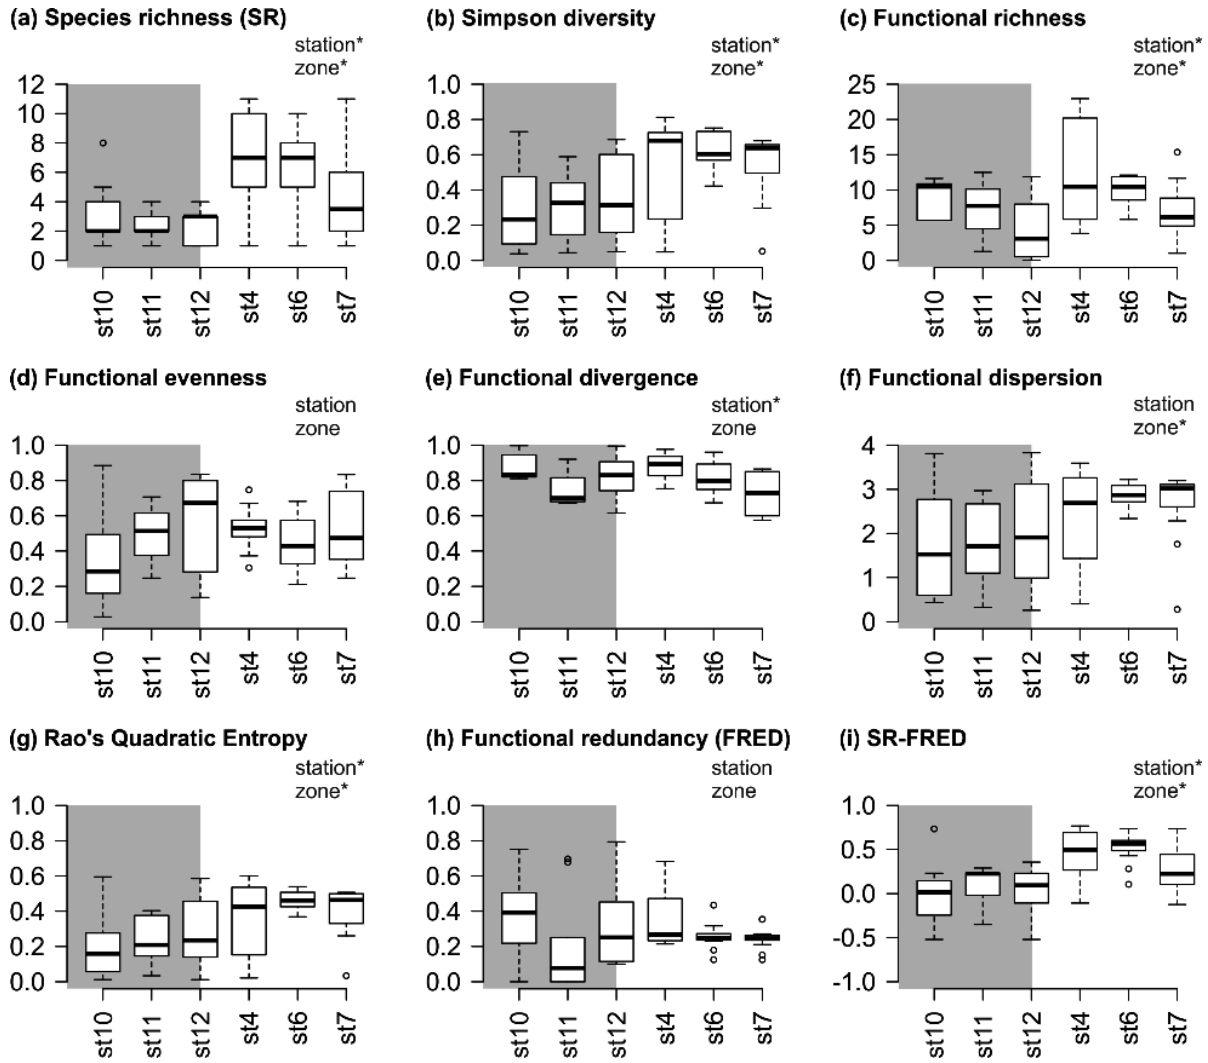 (a) Species richness (SR)
station*
zone*
12
10
8
6
4
2
0
st10
st11
st12
st4
st6
st7
(b) Simpson diversity
station*
zone*
1.0
0.8
0.6
0.4
0.2
0.0
st10
st11
st12
st4
st6
st7
(c) Functional richness
station*
zone*
25
20
15
10
5
0
st10
st11
st12
st4
st6
st7
(d) Functional evenness
station
zone
1.0
0.8
0.6
0.4
0.2
0.0
st10
st11
st12
st4
st6
st7
(e) Functional divergence
station*
zone
1.0
0.8
0.6
0.4
0.2
0.0
st10
st11
st12
st4
st6
st7
(f) Functional dispersion
station
zone*
4
3
2
1
0
st10
st11
st12
st4
st6
st7
(g) Rao's Quadratic Entropy
station*
zone*
1.0
0.8
0.6
0.4
0.2
0.0
st10
st11
st12
st4
st6
st7
(h) Functional redundancy (FRED)
station
zone
1.0
0.8
0.6
0.4
0.2
0.0
st10
st11
st12
st4
st6
st7
(i) SR-FRED
station*
zone*
1.0
0.5
0.0
-0.5
-1.0
st10
st11
st12
st4
st6
st7